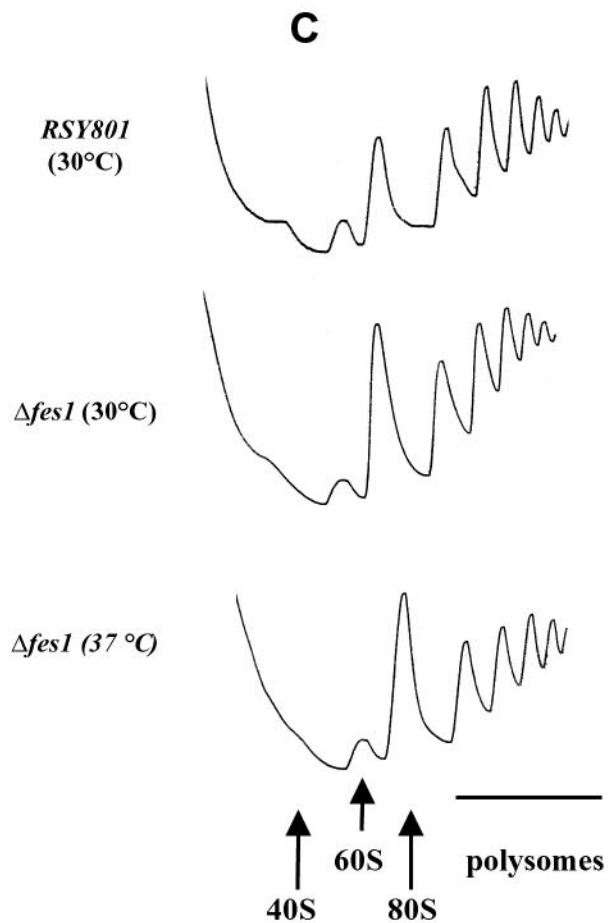 C
RSY801
(30°C)
Δfes1 (30°C)
Δfes1 (37 °C)
60S
polysomes
40S
80S